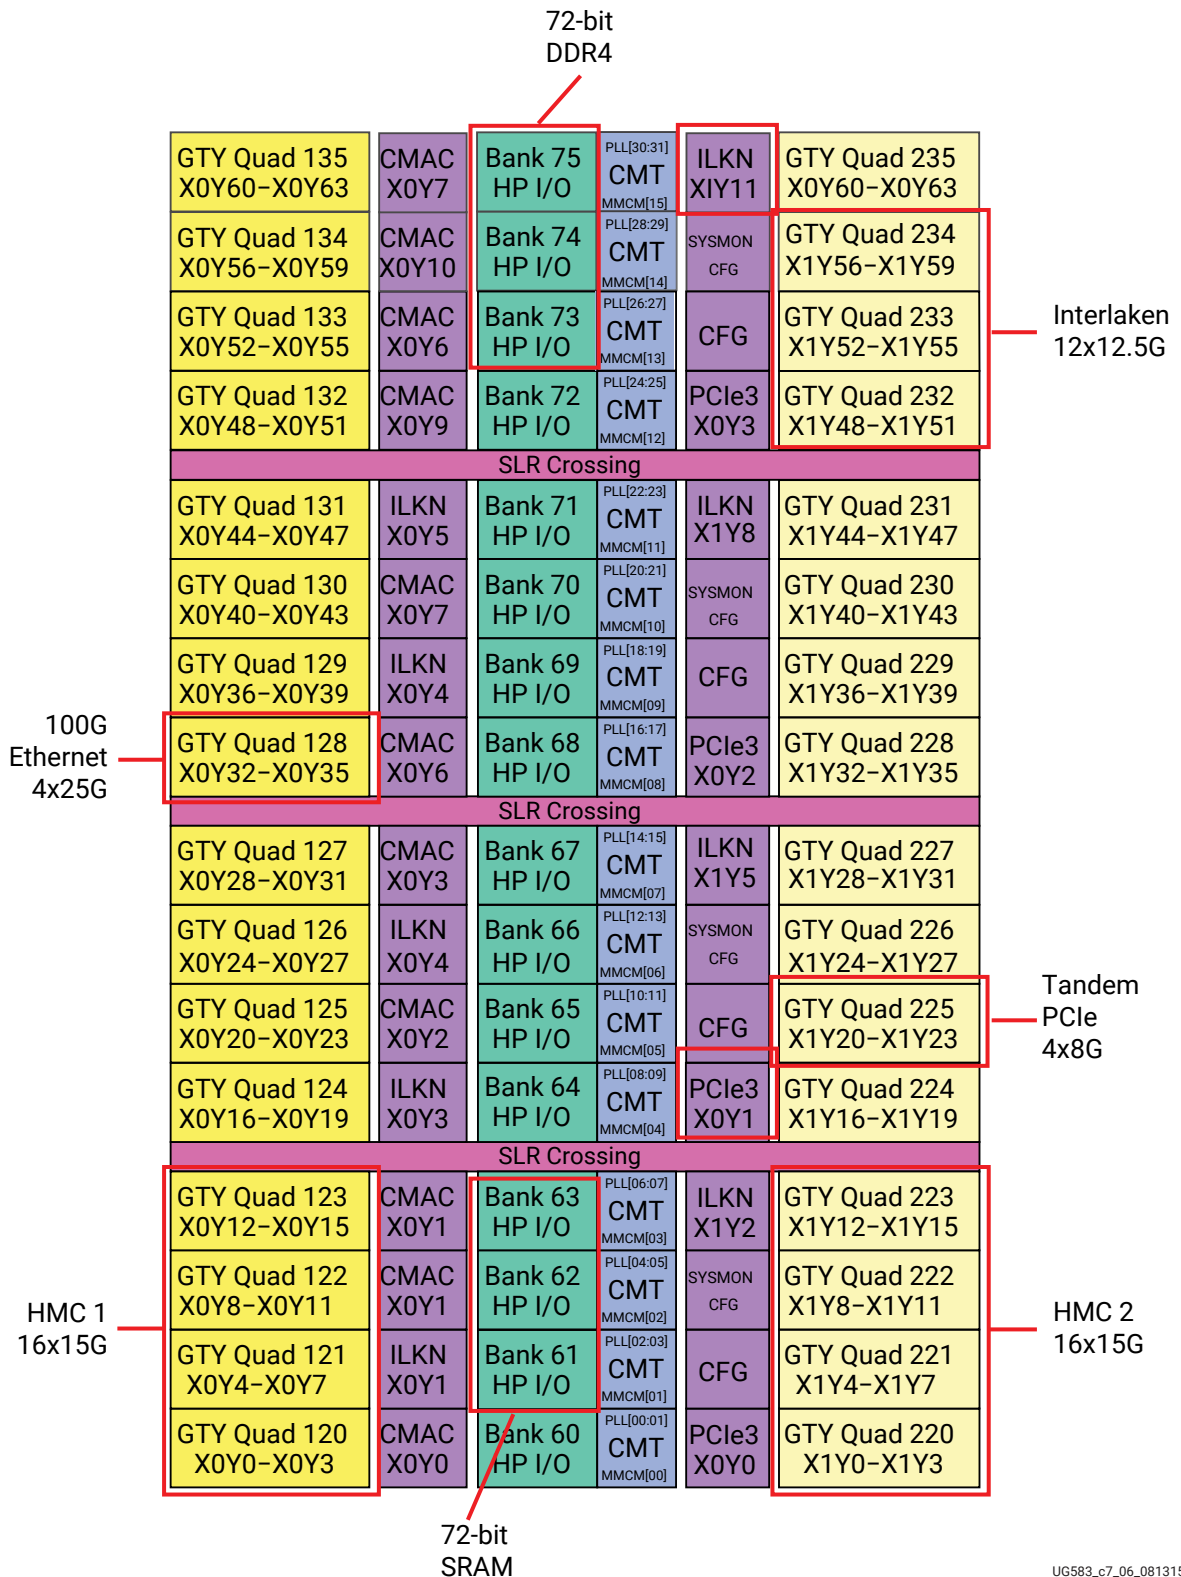 72-bit
DDR4
GTY Quad 135
X0Y60–X0Y63
CMAC
X0Y7
Bank 75
HP I/O
PLL[30:31]
CMT
MMCM[15]
ILKN
XIY11
GTY Quad 235
X0Y60–X0Y63
GTY Quad 134
X0Y56–X0Y59
CMAC
X0Y10
Bank 74
HP I/O
PLL[28:29]
CMT
MMCM[14]
SYSMON
CFG
GTY Quad 234
X1Y56–X1Y59
GTY Quad 133
X0Y52–X0Y55
CMAC
X0Y6
Bank 73
HP I/O
PLL[26:27]
CMT
MMCM[13]
CFG
GTY Quad 233
X1Y52–X1Y55
Interlaken
12x12.5G
GTY Quad 132
X0Y48–X0Y51
CMAC
X0Y9
Bank 72
HP I/O
PLL[24:25]
CMT
MMCM[12]
PCIe3
X0Y3
GTY Quad 232
X1Y48–X1Y51
SLR Crossing
GTY Quad 131
X0Y44–X0Y47
ILKN
X0Y5
Bank 71
HP I/O
PLL[22:23]
CMT
MMCM[11]
ILKN
X1Y8
GTY Quad 231
X1Y44–X1Y47
GTY Quad 130
X0Y40–X0Y43
CMAC
X0Y7
Bank 70
HP I/O
PLL[20:21]
CMT
MMCM[10]
SYSMON
CFG
GTY Quad 230
X1Y40–X1Y43
GTY Quad 129
X0Y36–X0Y39
ILKN
X0Y4
Bank 69
HP I/O
PLL[18:19]
CMT
MMCM[09]
CFG
GTY Quad 229
X1Y36–X1Y39
100G
Ethernet
4x25G
GTY Quad 128
X0Y32–X0Y35
CMAC
X0Y6
Bank 68
HP I/O
PLL[16:17]
CMT
MMCM[08]
PCIe3
X0Y2
GTY Quad 228
X1Y32–X1Y35
SLR Crossing
GTY Quad 127
X0Y28–X0Y31
CMAC
X0Y3
Bank 67
HP I/O
PLL[14:15]
CMT
MMCM[07]
ILKN
X1Y5
GTY Quad 227
X1Y28–X1Y31
GTY Quad 126
X0Y24–X0Y27
ILKN
X0Y4
Bank 66
HP I/O
PLL[12:13]
CMT
MMCM[06]
SYSMON
CFG
GTY Quad 226
X1Y24–X1Y27
GTY Quad 125
X0Y20–X0Y23
CMAC
X0Y2
Bank 65
HP I/O
PLL[10:11]
CMT
MMCM[05]
CFG
GTY Quad 225
X1Y20–X1Y23
Tandem
PCIe
4x8G
GTY Quad 124
X0Y16–X0Y19
ILKN
X0Y3
Bank 64
HP I/O
PLL[08:09]
CMT
MMCM[04]
PCIe3
X0Y1
GTY Quad 224
X1Y16–X1Y19
SLR Crossing
GTY Quad 123
X0Y12–X0Y15
CMAC
X0Y1
Bank 63
HP I/O
PLL[06:07]
CMT
MMCM[03]
ILKN
X1Y2
GTY Quad 223
X1Y12–X1Y15
GTY Quad 122
X0Y8–X0Y11
CMAC
X0Y1
Bank 62
HP I/O
PLL[04:05]
CMT
MMCM[02]
SYSMON
CFG
GTY Quad 222
X1Y8–X1Y11
HMC 1
16x15G
HMC 2
16x15G
GTY Quad 121
X0Y4–X0Y7
ILKN
X0Y1
Bank 61
HP I/O
PLL[02:03]
CMT
MMCM[01]
CFG
GTY Quad 221
X1Y4–X1Y7
GTY Quad 120
X0Y0–X0Y3
CMAC
X0Y0
Bank 60
HP I/O
PLL[00:01]
CMT
MMCM[00]
PCIe3
X0Y0
GTY Quad 220
X1Y0–X1Y3
72-bit
SRAM
UG583_c7_06_081315